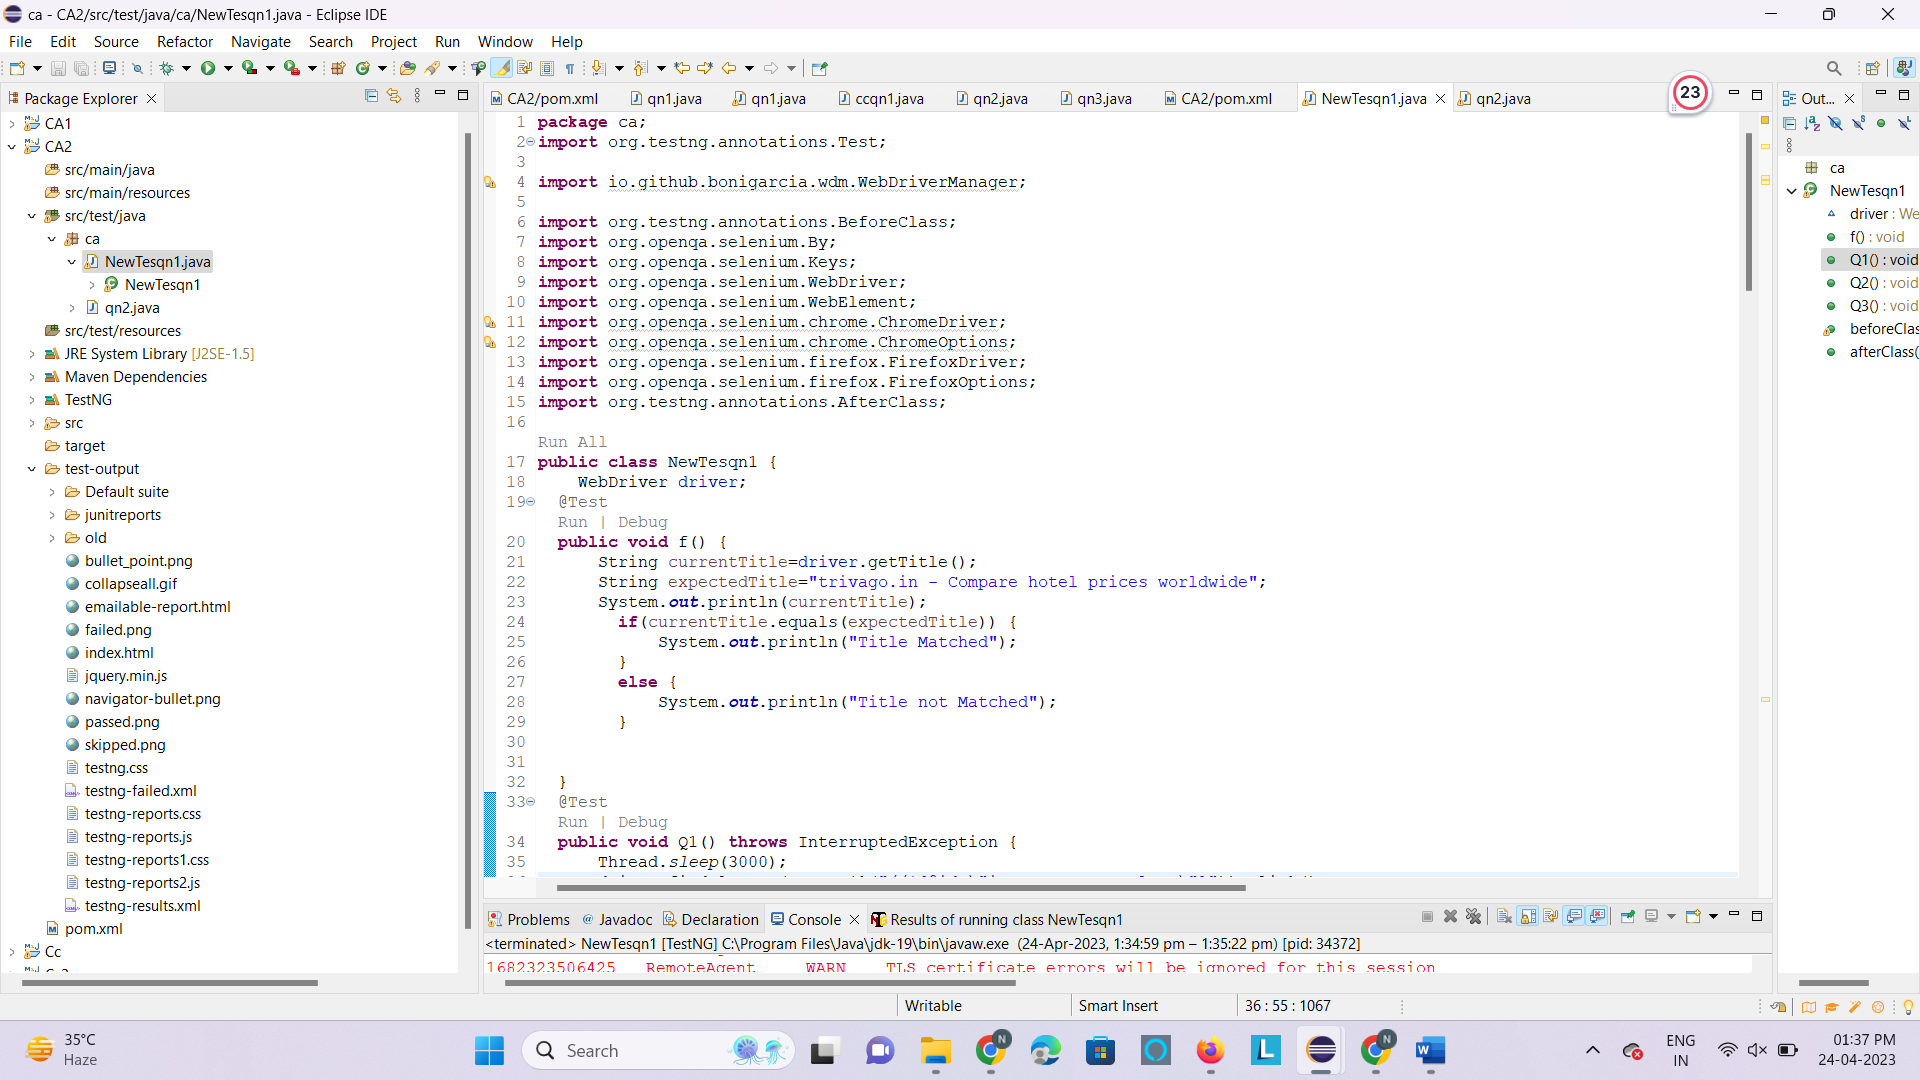 ca - CA2/src/test/java/ca/NewTesqn1.java - Eclipse IDE
File Edit Source Refactor Navigate Search Project Run Window Help
Package Explorer
CA1
CA2
src/main/java
src/main/resources
src/test/java
ca
NewTesqn1.java
NewTesqn1
qn2.java
src/test/resources
JRE System Library [J2SE-1.5]
Maven Dependencies
TestNG
src
target
test-output
Default suite
junitreports
old
bullet_point.png
collapseall.gif
emailable-report.html
failed.png
index.html
jquery.min.js
navigator-bullet.png
passed.png
skipped.png
testng.css
testng-failed.xml
testng-reports.css
testng-reports.js
testng-reports1.css
testng-reports2.js
testng-results.xml
pom.xml
Cc
CA2/pom.xml qn1.java qn1.java ccqn1.java qn2.java qn3.java CA2/pom.xml NewTesqn1.java qn2.java
23
1 package ca;
2 import org.testng.annotations.Test;
3
4 import io.github.bonigarcia.wdm.WebDriverManager;
5
6 import org.testng.annotations.BeforeClass;
7 import org.openqa.selenium.By;
8 import org.openqa.selenium.Keys;
9 import org.openqa.selenium.WebDriver;
10 import org.openqa.selenium.WebElement;
11 import org.openqa.selenium.chrome.ChromeDriver;
12 import org.openqa.selenium.chrome.ChromeOptions;
13 import org.openqa.selenium.firefox.FirefoxDriver;
14 import org.openqa.selenium.firefox.FirefoxOptions;
15 import org.testng.annotations.AfterClass;
16
Run All
17 public class NewTesqn1 {
18 WebDriver driver;
19 @Test
Run | Debug
20 public void f() {
21 String currentTitle=driver.getTitle();
22 String expectedTitle="trivago.in - Compare hotel prices worldwide";
23 System.out.println(currentTitle);
24 if(currentTitle.equals(expectedTitle)) {
25 System.out.println("Title Matched");
26 }
27 else {
28 System.out.println("Title not Matched");
29 }
30
31
32 }
33 @Test
Run | Debug
34 public void Q1() throws InterruptedException {
35 Thread.sleep(3000);
Out...
ca
NewTesqn1
driver : We
f() : void
Q1() : void
Q2() : void
Q3() : void
beforeClas
afterClass(
Problems Javadoc Declaration Console Results of running class NewTesqn1
<terminated> NewTesqn1 [TestNG] C:\Program Files\Java\jdk-19\bin\javaw.exe (24-Apr-2023, 1:34:59 pm – 1:35:22 pm) [pid: 34372]
1682323506425 RemoteAgent WARN TLS certificate errors will be ignored for this session
Writable Smart Insert 36 : 55 : 1067
35°C
Haze
Search
ENG
IN
01:37 PM
24-04-2023